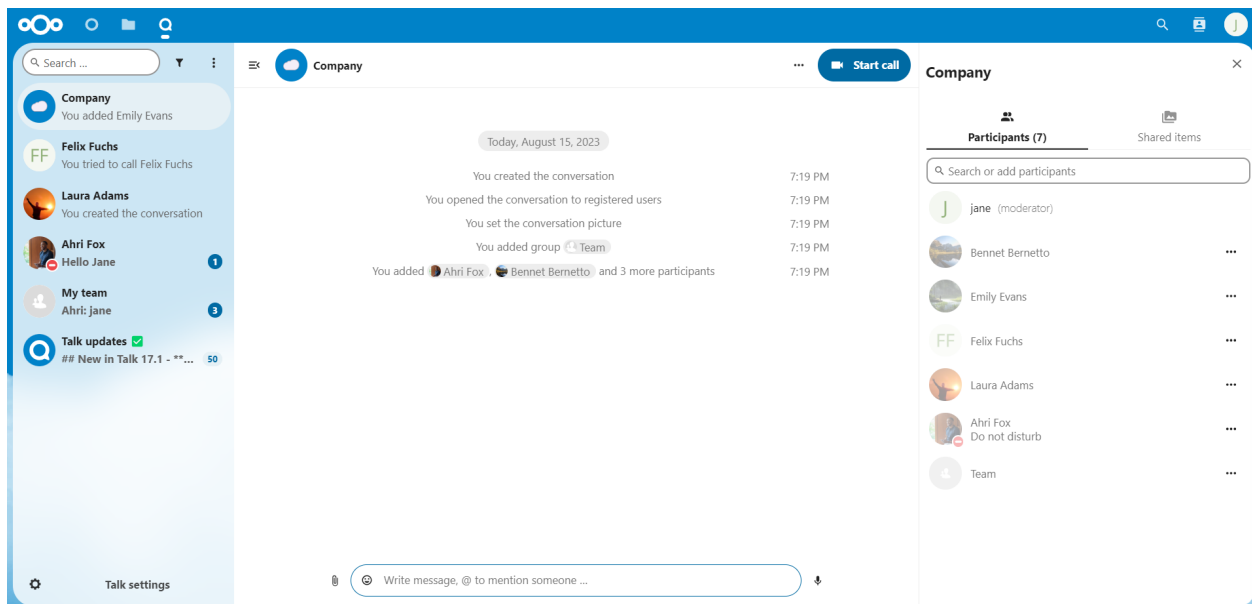 J
Search ...
Company
You added Emily Evans
FF
Felix Fuchs
You tried to call Felix Fuchs
Laura Adams
You created the conversation
Ahri Fox
Hello Jane
1
My team
Ahri: jane
3
Talk updates ✅
## New in Talk 17.1 - **...
50
Talk settings
Company
Start call
Today, August 15, 2023
You created the conversation 7:19 PM
You opened the conversation to registered users 7:19 PM
You set the conversation picture 7:19 PM
You added group Team 7:19 PM
You added Ahri Fox , Bennet Bernetto and 3 more participants 7:19 PM
Write message, @ to mention someone ...
Company
Participants (7)
Shared items
Search or add participants
J
jane (moderator)
Bennet Bernetto
Emily Evans
FF
Felix Fuchs
Laura Adams
Ahri Fox
Do not disturb
Team